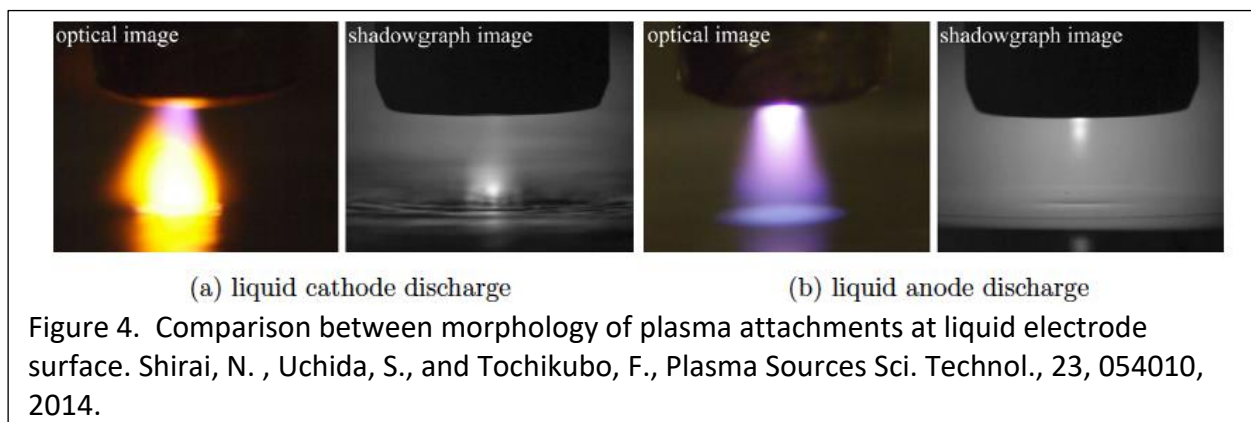 optical image
shadowgraph image
optical image
shadowgraph image
(a) liquid cathode discharge
(b) liquid anode discharge
Figure 4. Comparison between morphology of plasma attachments at liquid electrode
surface. Shirai, N. , Uchida, S., and Tochikubo, F., Plasma Sources Sci. Technol., 23, 054010,
2014.